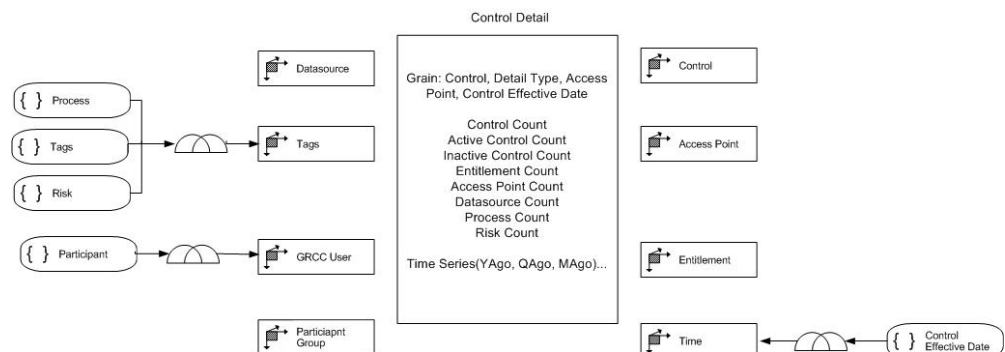 Control Detail
Datasource
Control
Grain: Control, Detail Type, Access
Point, Control Effective Date
{ } Process
Control Count
Active Control Count
Inactive Control Count
Entitlement Count
Access Point Count
Datasource Count
Process Count
Risk Count
{ } Tags
Tags
Access Point
{ } Risk
{ } Participant
GRCC User
Entitlement
Time Series(YAgo, QAgo, MAgo)...
Particiapnt
Group
Time
{ } Control
Effective Date